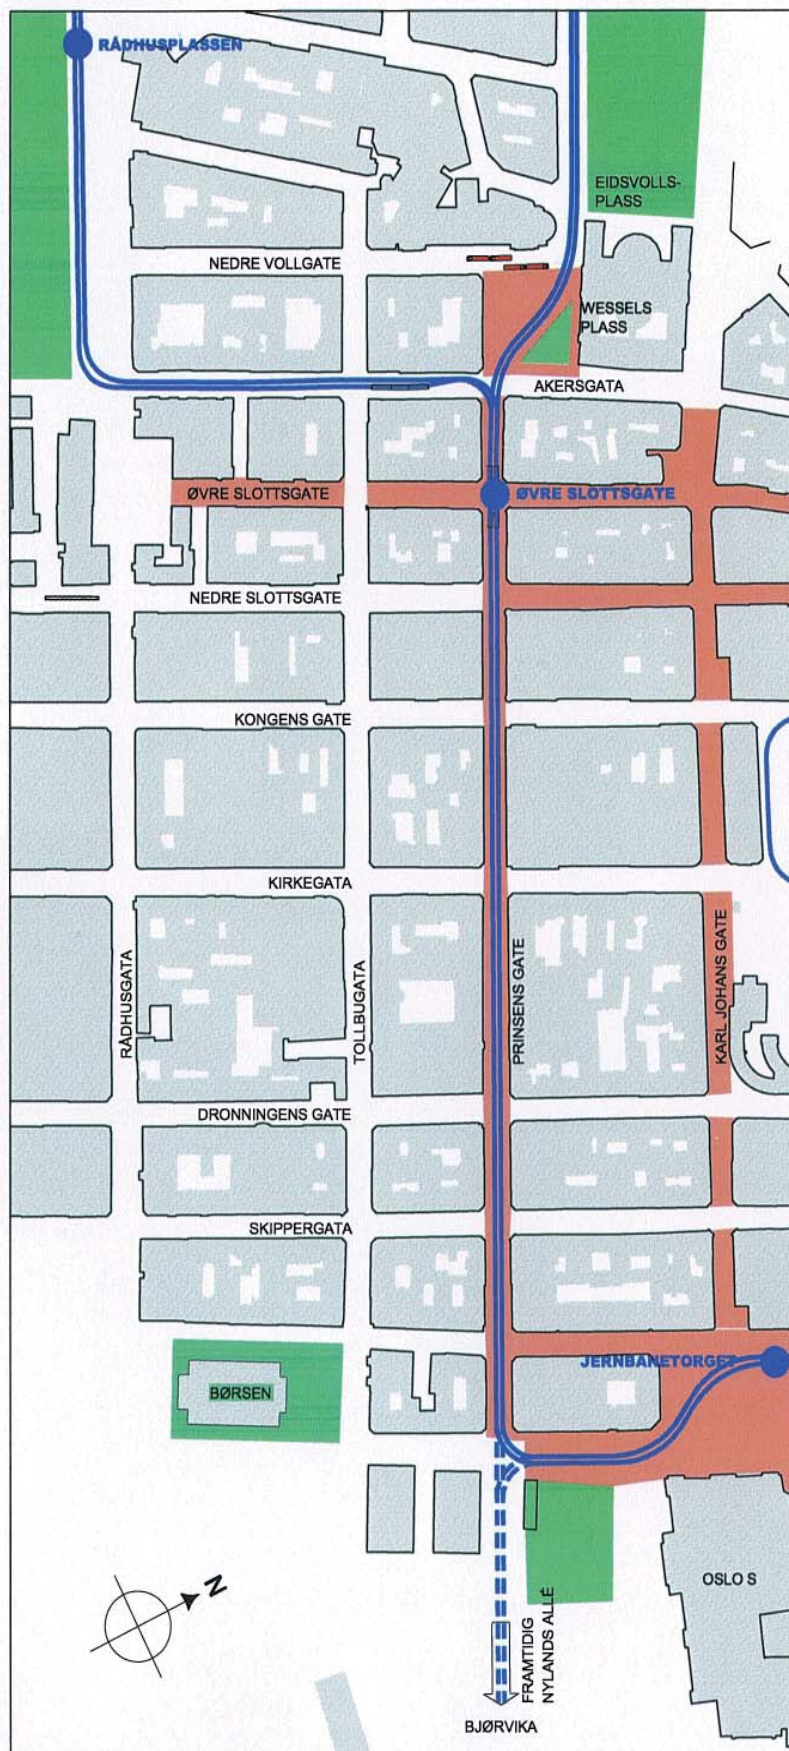 RÅDHUSPLASSEN
EIDSVOLLS-
PLASS
NEDRE VOLLGATE
WESSELS
PLASS
AKERSGATA
ØVRE SLOTTSGATE
ØVRE SLOTTSGATE
NEDRE SLOTTSGATE
KONGENS GATE
KIRKEGATA
RÅDHUSGATA
TOLLBUGATA
PRINSENS GATE
KARL JOHANS GATE
DRONNINGENS GATE
SKIPPERGATA
JERNBANETORGET
BØRSEN
OSLO S
N
FRAMTIDIG
NYLANDS ALLÉ
BJØRVIKA